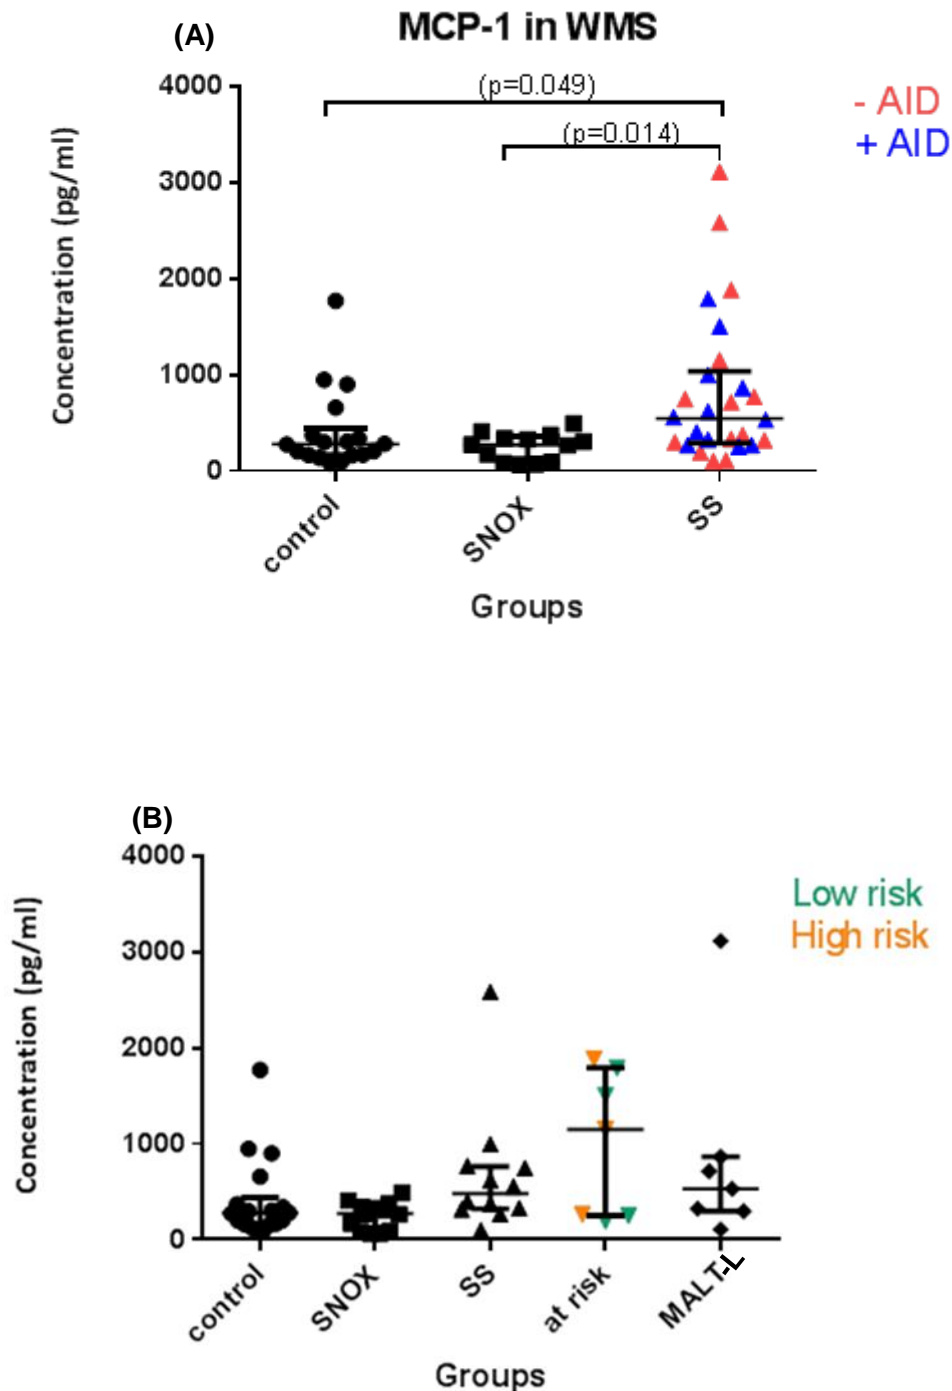 (A)
MCP-1 in WMS
4000
3000
2000
1000
0
Concentration (pg/ml)
(p=0.049)
(p=0.014)
- AID
+ AID
control
SNOX
SS
Groups
(B)
4000
3000
2000
1000
0
Concentration (pg/ml)
Low risk
High risk
control
SNOX
SS
at risk
MALT-L
Groups